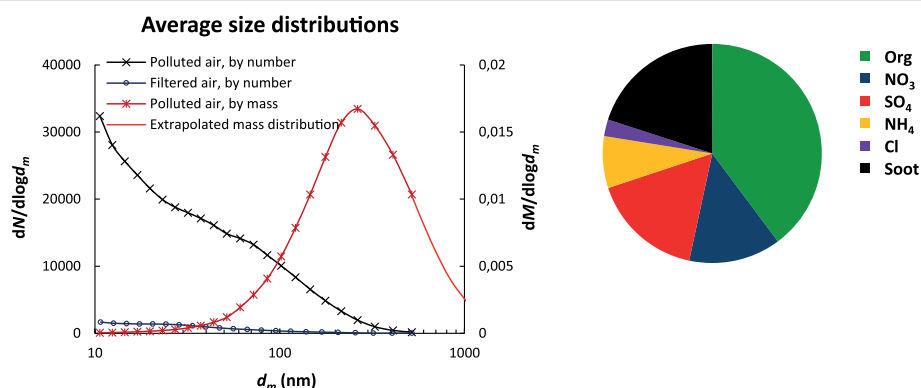 Average size distributions
Polluted air, by number
Filtered air, by number
Polluted air, by mass
Extrapolated mass distribution
40000
30000
20000
10000
0
dN/dlogdₘ
0,02
0,015
0,01
0,005
0
dM/dlogdₘ
10
100
1000
dₘ (nm)
Org
NO₃
SO₄
NH₄
Cl
Soot